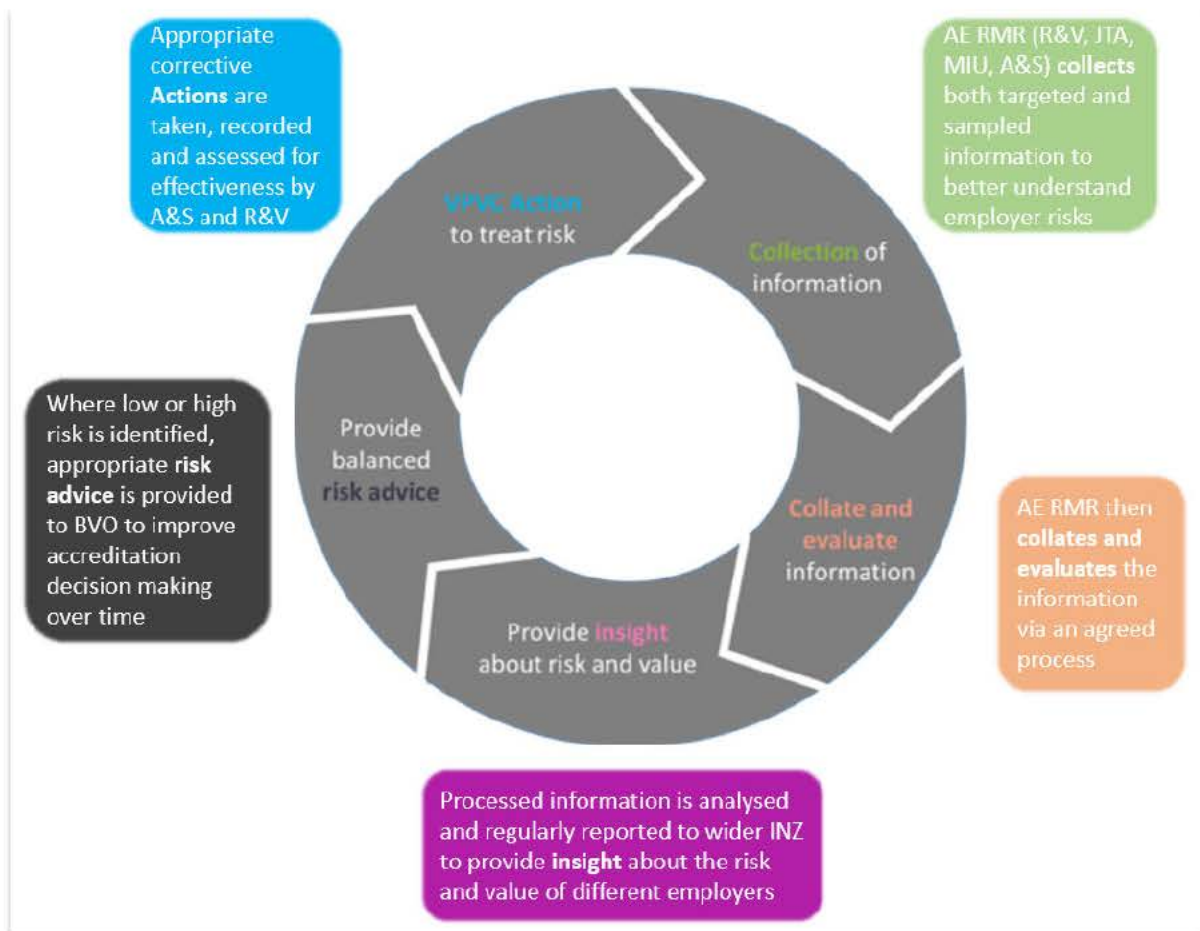 Appropriate
corrective
Actions are
taken, recorded
and assessed for
effectiveness by
A&S and R&V
AE RMR (R&V, JTA,
MIU, A&S) collects
both targeted and
sampled
information to
better understand
employer risks
VPVC Action
to treat risk
Collection of
information
Where low or high
risk is identified,
appropriate risk
advice is provided
to BVO to improve
accreditation
decision making
over time
Provide
balanced
risk advice
Collate and
evaluate
information
AE RMR then
collates and
evaluates the
information
via an agreed
process
Provide insight
about risk and value
Processed information is analysed
and regularly reported to wider INZ
to provide insight about the risk
and value of different employers